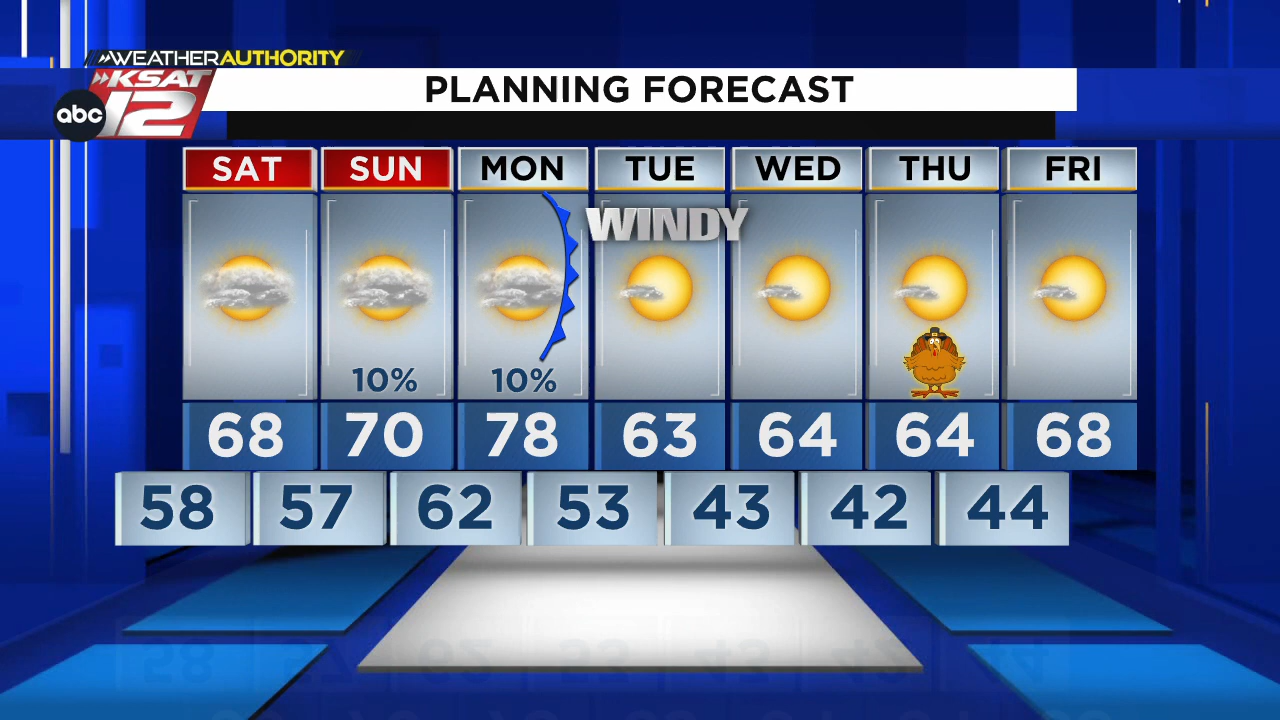 WEATHERAUTHORITY
KSAT
abc 12
PLANNING FORECAST
SAT SUN MON TUE WED THU FRI
WINDY
10% 10%
68 70 78 63 64 64 68
58 57 62 53 43 42 44